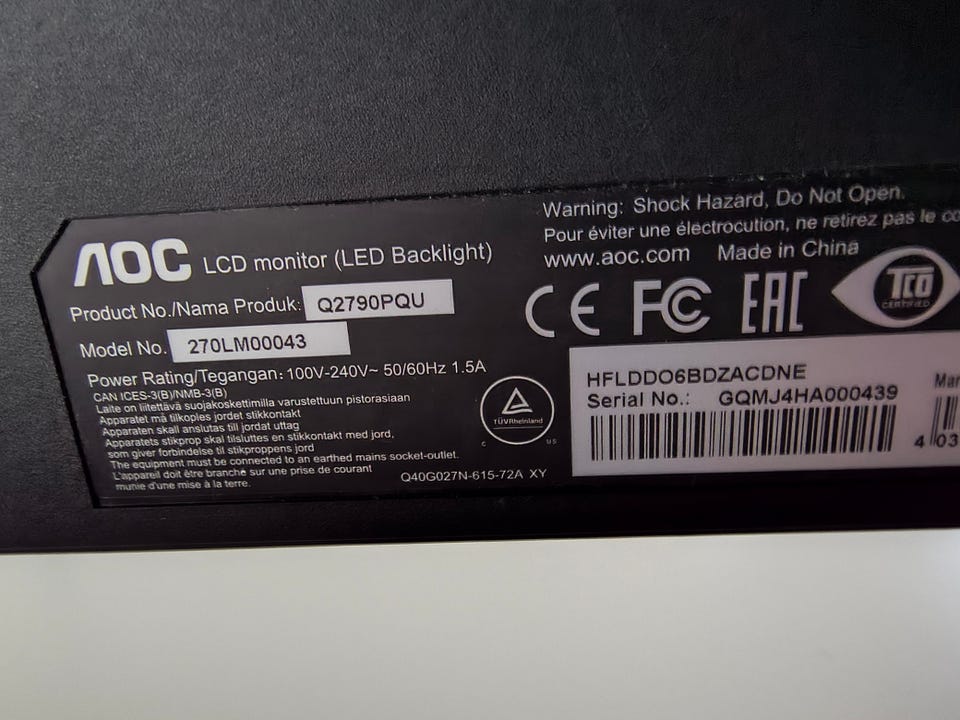 AOC LCD monitor (LED Backlight)
Product No./Nama Produk: Q2790PQU
Model No. 270LM00043
Power Rating/Tegangan: 100V-240V~ 50/60Hz 1.5A
CAN ICES-3(B)/NMB-3(B)
Laite on liitettävä suojakoskettimilla varustettuun pistorasiaan
Apparatet må tilkoples jordet stikkontakt
Apparaten skall anslutas till jordat uttag
Apparatets stikprop skal tilsluttes en stikkontakt med jord,
som giver forbindelse til stikproppens jord
The equipment must be connected to an earthed mains socket-outlet.
L'appareil doit être branché sur une prise de courant
munie d'une mise à la terre.
TÜVRheinland
C US
Q40G027N-615-72A XY
Warning: Shock Hazard, Do Not Open.
Pour éviter une électrocution, ne retirez pas le co
www.aoc.com Made in China
CE FC EAC TCO
CERTIFIED
HFLDDO6BDZACDNE
Serial No.: GQMJ4HA000439
Man
4 03